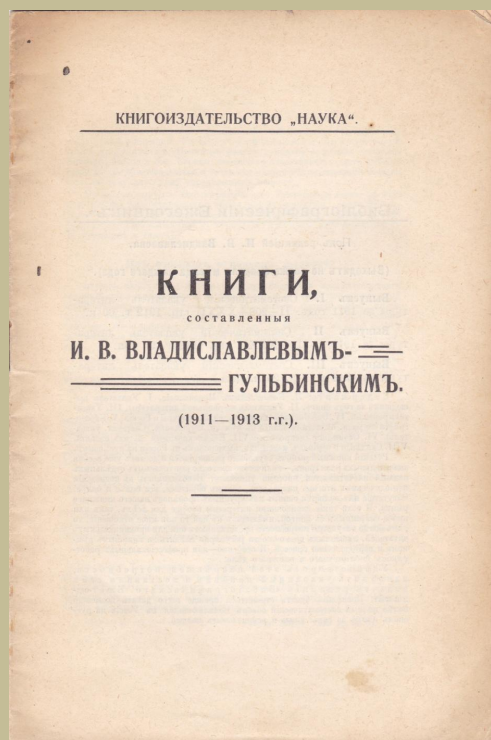 КНИГОИЗДАТЕЛЬСТВО „НАУКА“.
КНИГИ,
составленныя
И. В. ВЛАДИСЛАВЛЕВЫМЪ-
ГУЛЬБИНСКИМЪ.
(1911—1913 г.г.).